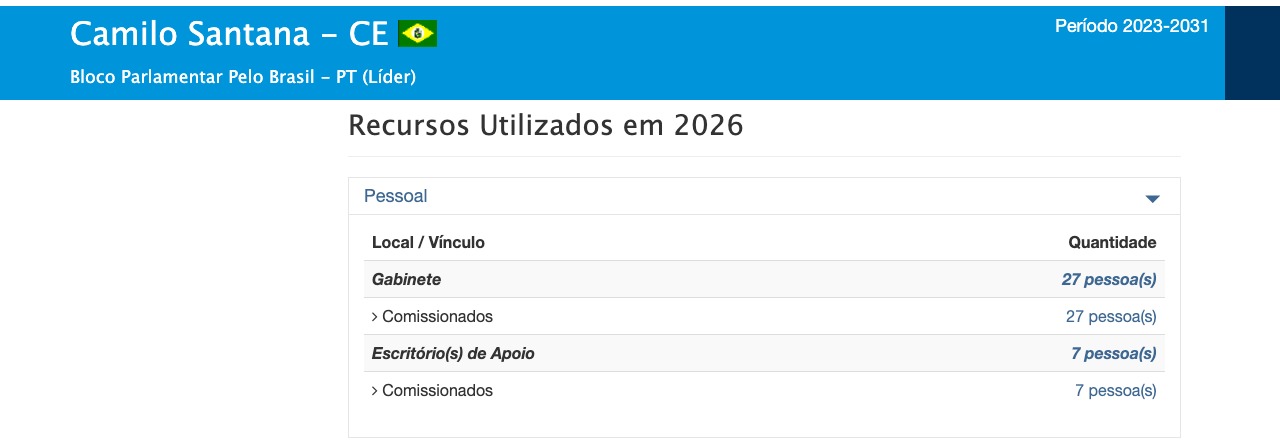 Camilo Santana – CE
Período 2023-2031
Bloco Parlamentar Pelo Brasil – PT (Líder)
Recursos Utilizados em 2026
Pessoal
Local / Vínculo Quantidade
Gabinete 27 pessoa(s)
Comissionados 27 pessoa(s)
Escritório(s) de Apoio 7 pessoa(s)
Comissionados 7 pessoa(s)